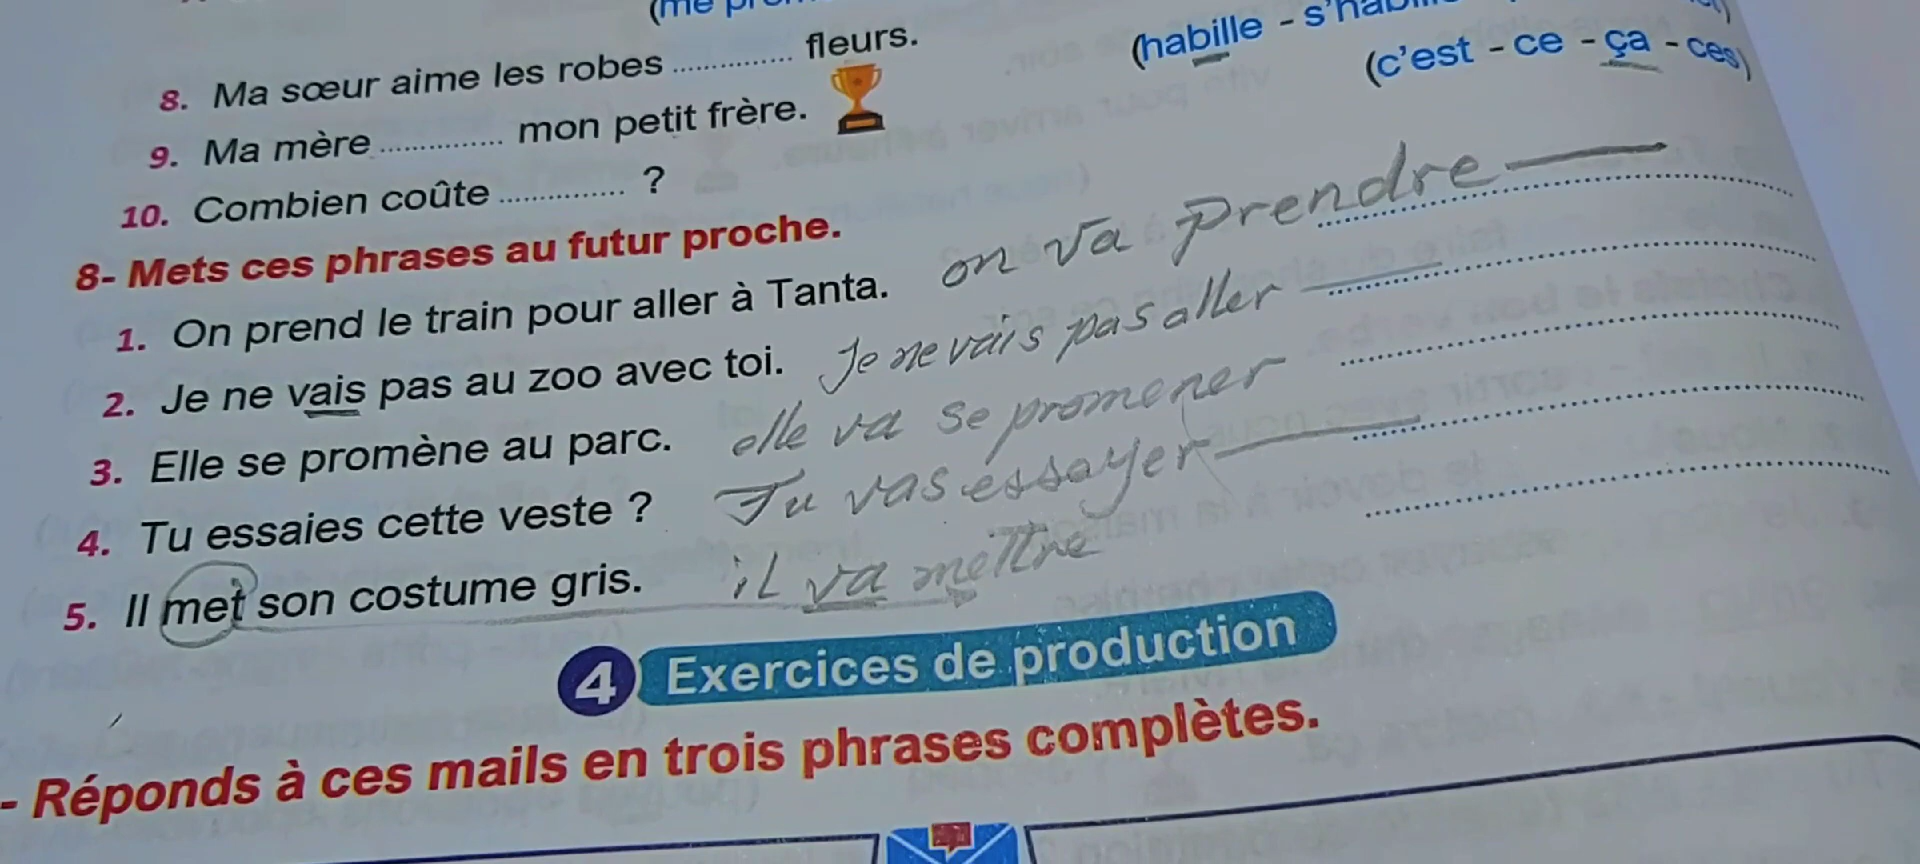 (me
8. Ma sœur aime les robes ............ fleurs.
(habille - s'habille
9. Ma mère ............ mon petit frère.
(c'est - ce - ça - ces)
10. Combien coûte ............ ?
8- Mets ces phrases au futur proche.
1. On prend le train pour aller à Tanta. on va prendre
2. Je ne vais pas au zoo avec toi. Je ne vais pas aller
3. Elle se promène au parc. elle va se promener
4. Tu essaies cette veste ? Tu vas essayer
5. Il met son costume gris. il va mettre
4 Exercices de production
- Réponds à ces mails en trois phrases complètes.